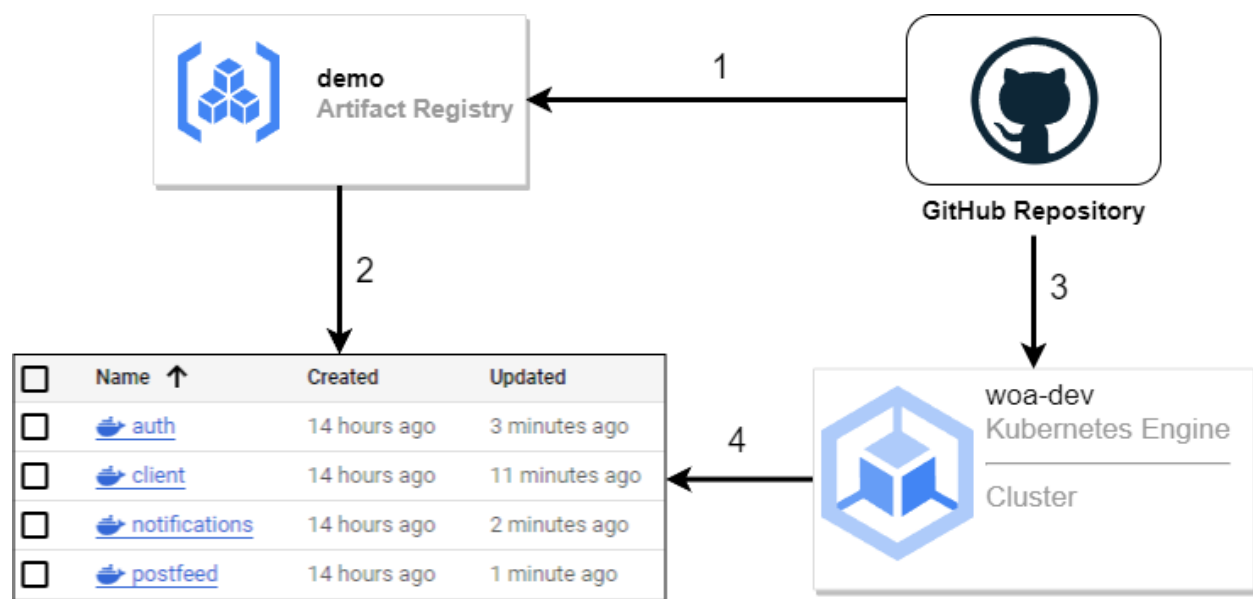 demo
Artifact Registry
1
GitHub Repository
2
3
Name Created Updated
auth 14 hours ago 3 minutes ago
client 14 hours ago 11 minutes ago
notifications 14 hours ago 2 minutes ago
postfeed 14 hours ago 1 minute ago
4
woa-dev
Kubernetes Engine
Cluster